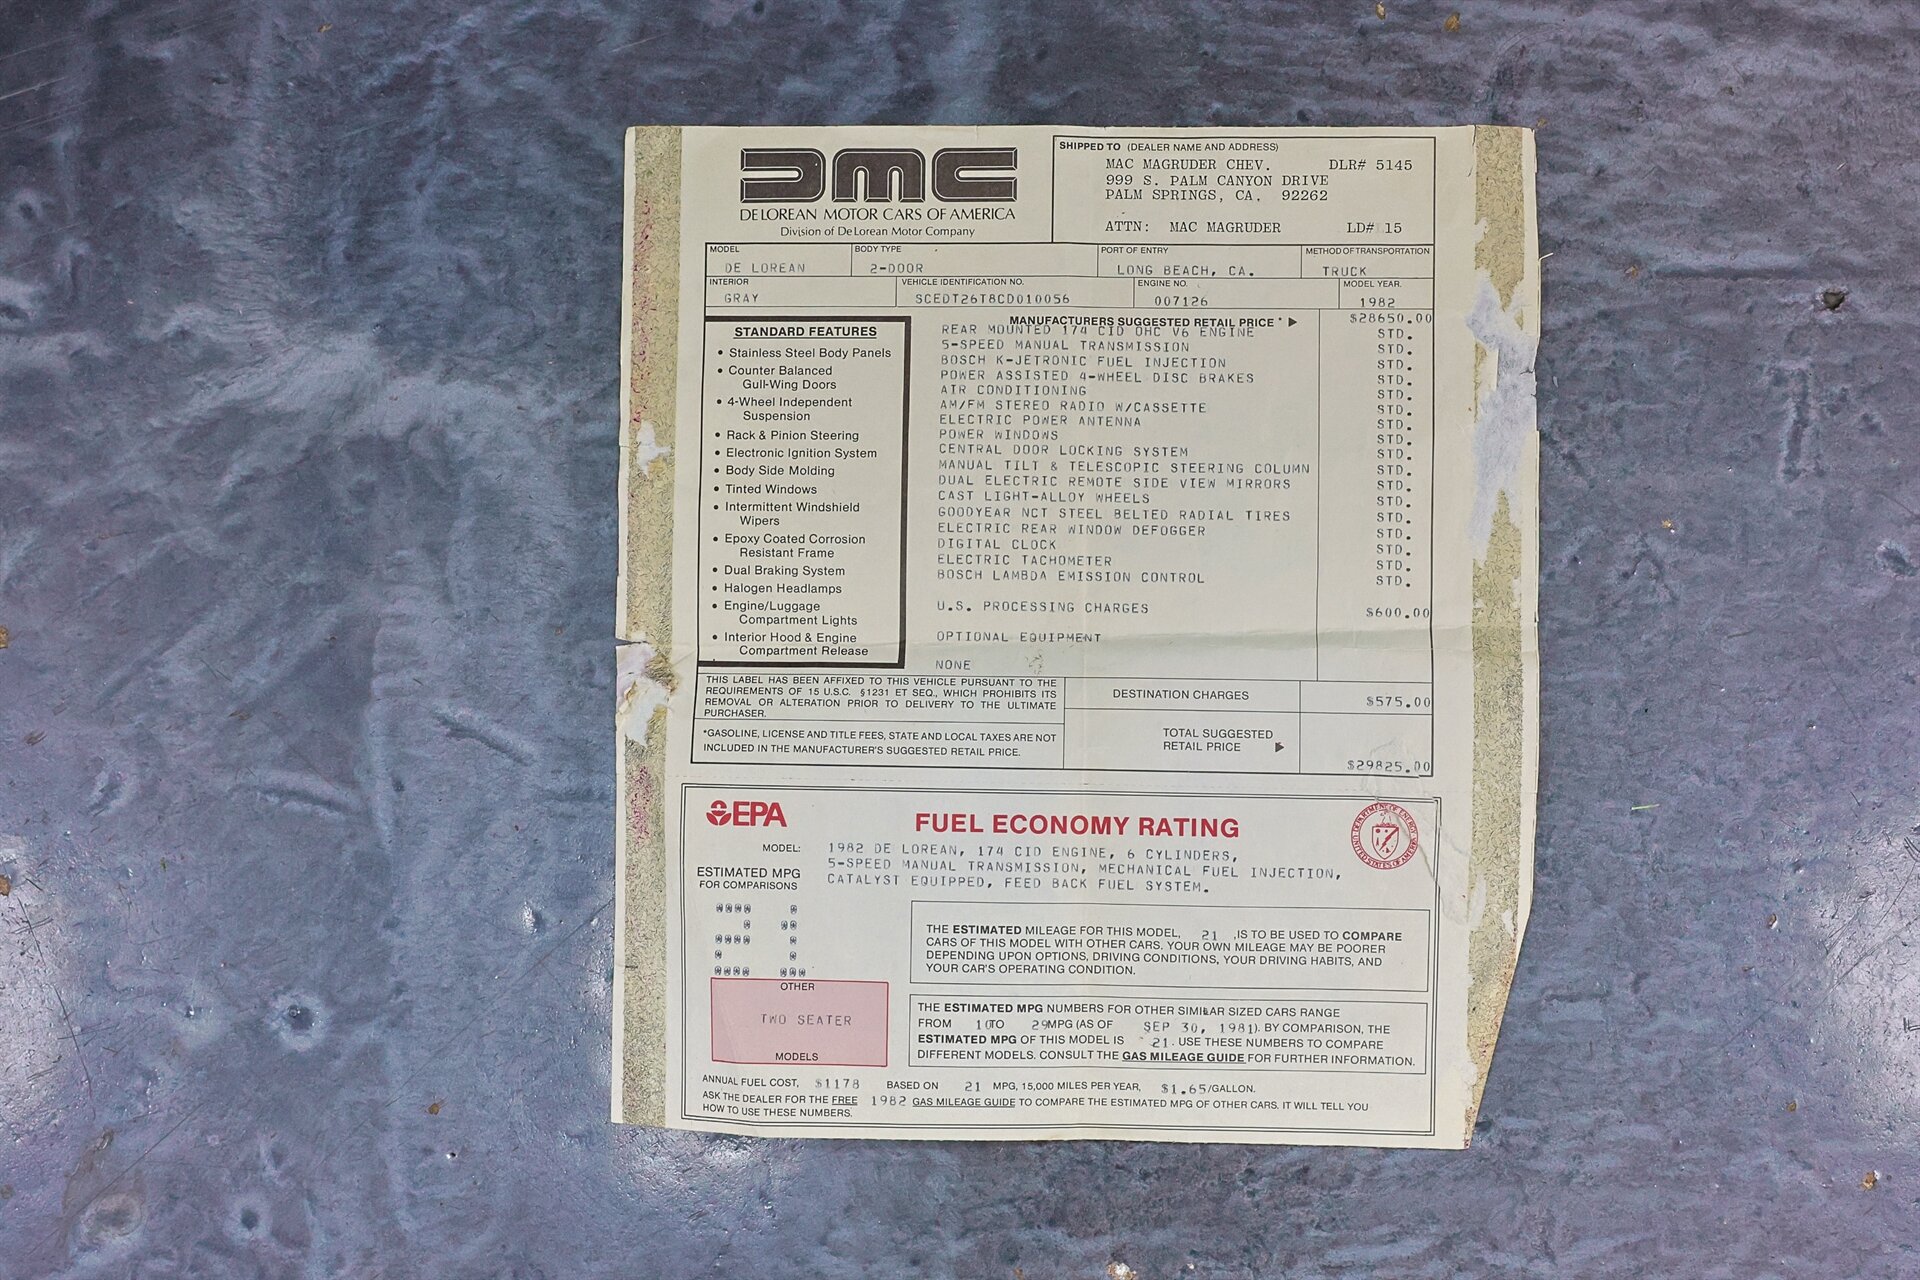 DMC
DE LOREAN MOTOR CARS OF AMERICA
Division of De Lorean Motor Company
SHIPPED TO (DEALER NAME AND ADDRESS)
MAC MAGRUDER CHEV. DLR# 5145
999 S. PALM CANYON DRIVE
PALM SPRINGS, CA. 92262
ATTN: MAC MAGRUDER LD# 15
MODEL BODY TYPE PORT OF ENTRY METHOD OF TRANSPORTATION
DE LOREAN 2-DOOR LONG BEACH, CA. TRUCK
INTERIOR VEHICLE IDENTIFICATION NO. ENGINE NO. MODEL YEAR
GRAY SCEDT26T8CD010056 007126 1982
STANDARD FEATURES
• Stainless Steel Body Panels
• Counter Balanced
Gull-Wing Doors
• 4-Wheel Independent
Suspension
• Rack & Pinion Steering
• Electronic Ignition System
• Body Side Molding
• Tinted Windows
• Intermittent Windshield
Wipers
• Epoxy Coated Corrosion
Resistant Frame
• Dual Braking System
• Halogen Headlamps
• Engine/Luggage
Compartment Lights
• Interior Hood & Engine
Compartment Release
MANUFACTURERS SUGGESTED RETAIL PRICE * ▶ $28650.00
REAR MOUNTED 174 CID OHC V6 ENGINE STD.
5-SPEED MANUAL TRANSMISSION STD.
BOSCH K-JETRONIC FUEL INJECTION STD.
POWER ASSISTED 4-WHEEL DISC BRAKES STD.
AIR CONDITIONING STD.
AM/FM STEREO RADIO W/CASSETTE STD.
ELECTRIC POWER ANTENNA STD.
POWER WINDOWS STD.
CENTRAL DOOR LOCKING SYSTEM STD.
MANUAL TILT & TELESCOPIC STEERING COLUMN STD.
DUAL ELECTRIC REMOTE SIDE VIEW MIRRORS STD.
CAST LIGHT-ALLOY WHEELS STD.
GOODYEAR NCT STEEL BELTED RADIAL TIRES STD.
ELECTRIC REAR WINDOW DEFOGGER STD.
DIGITAL CLOCK STD.
ELECTRIC TACHOMETER STD.
BOSCH LAMBDA EMISSION CONTROL STD.
U.S. PROCESSING CHARGES $600.00
OPTIONAL EQUIPMENT
NONE
THIS LABEL HAS BEEN AFFIXED TO THIS VEHICLE PURSUANT TO THE
REQUIREMENTS OF 15 U.S.C. §1231 ET SEQ., WHICH PROHIBITS ITS
REMOVAL OR ALTERATION PRIOR TO DELIVERY TO THE ULTIMATE
PURCHASER.
*GASOLINE, LICENSE AND TITLE FEES, STATE AND LOCAL TAXES ARE NOT
INCLUDED IN THE MANUFACTURER'S SUGGESTED RETAIL PRICE.
DESTINATION CHARGES $575.00
TOTAL SUGGESTED
RETAIL PRICE ▶
$29825.00
EPA
FUEL ECONOMY RATING
DEPARTMENT OF ENERGY
UNITED STATES OF AMERICA
MODEL: 1982 DE LOREAN, 174 CID ENGINE, 6 CYLINDERS,
5-SPEED MANUAL TRANSMISSION, MECHANICAL FUEL INJECTION,
CATALYST EQUIPPED, FEED BACK FUEL SYSTEM.
ESTIMATED MPG
FOR COMPARISONS
21
OTHER
TWO SEATER
MODELS
THE ESTIMATED MILEAGE FOR THIS MODEL, 21 ,IS TO BE USED TO COMPARE
CARS OF THIS MODEL WITH OTHER CARS. YOUR OWN MILEAGE MAY BE POORER
DEPENDING UPON OPTIONS, DRIVING CONDITIONS, YOUR DRIVING HABITS, AND
YOUR CAR'S OPERATING CONDITION.
THE ESTIMATED MPG NUMBERS FOR OTHER SIMILAR SIZED CARS RANGE
FROM 10 TO 29 MPG (AS OF SEP 30, 1981). BY COMPARISON, THE
ESTIMATED MPG OF THIS MODEL IS 21. USE THESE NUMBERS TO COMPARE
DIFFERENT MODELS. CONSULT THE GAS MILEAGE GUIDE FOR FURTHER INFORMATION.
ANNUAL FUEL COST, $1178 BASED ON 21 MPG, 15,000 MILES PER YEAR, $1.65/GALLON.
ASK THE DEALER FOR THE FREE 1982 GAS MILEAGE GUIDE TO COMPARE THE ESTIMATED MPG OF OTHER CARS. IT WILL TELL YOU
HOW TO USE THESE NUMBERS.